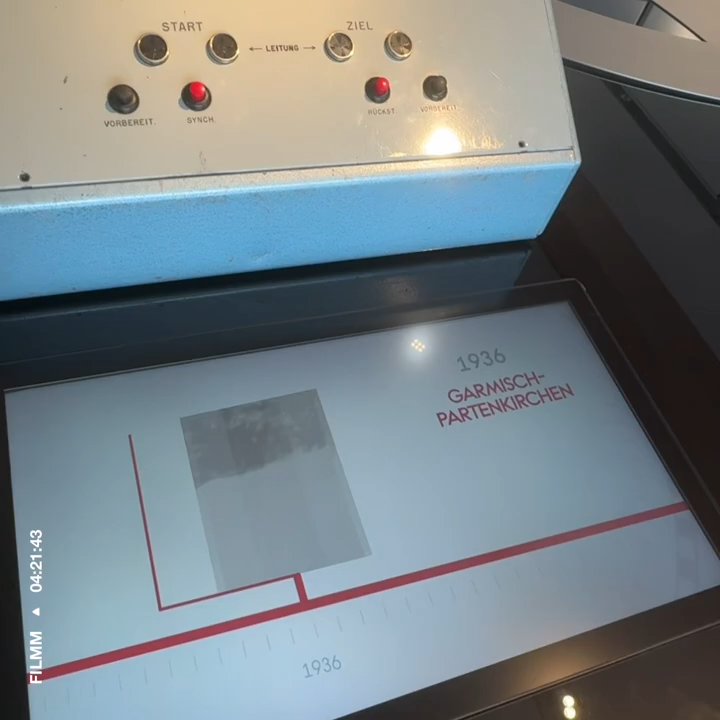 START
ZIEL
← LEITUNG →
VORBEREIT.
SYNCH.
RÜCKST.
VORBEREIT.
1936
GARMISCH-
PARTENKIRCHEN
1936
FILMM ▲ 04:21:43